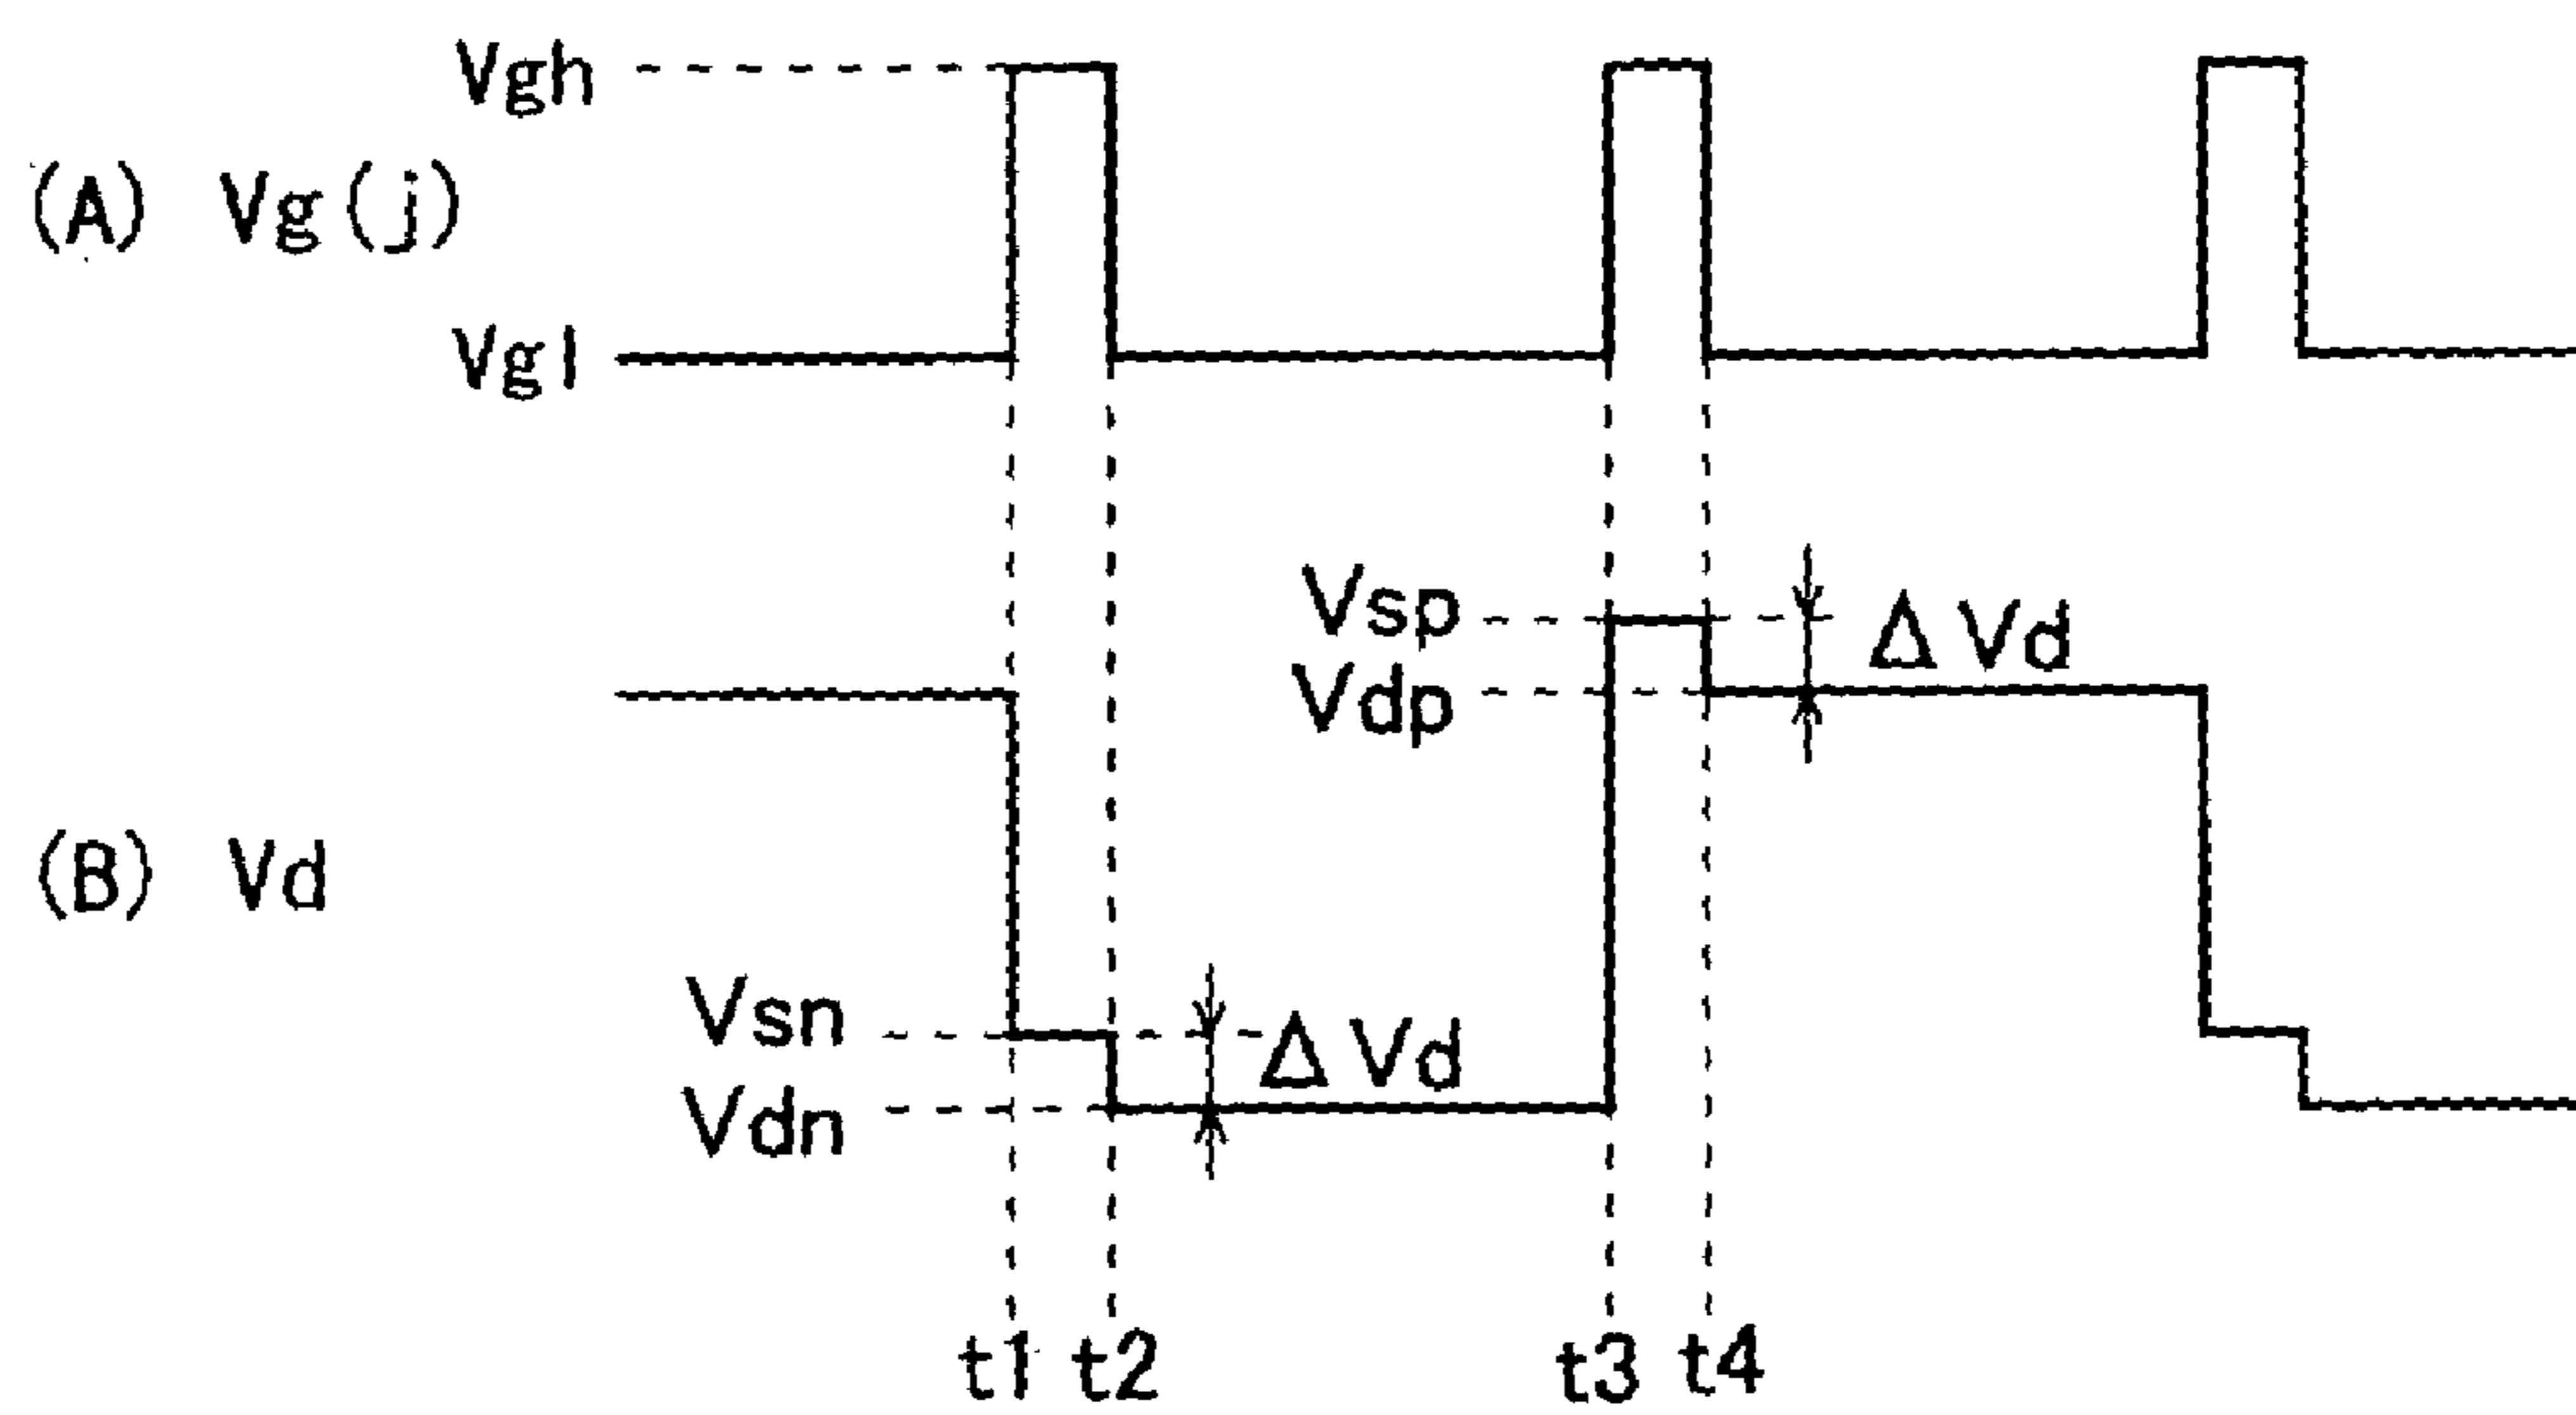 Vgh
(A) Vg(j)
Vgl
Vsp
ΔVd
Vdp
(B) Vd
Vsn
ΔVd
Vdn
t1 t2 t3 t4